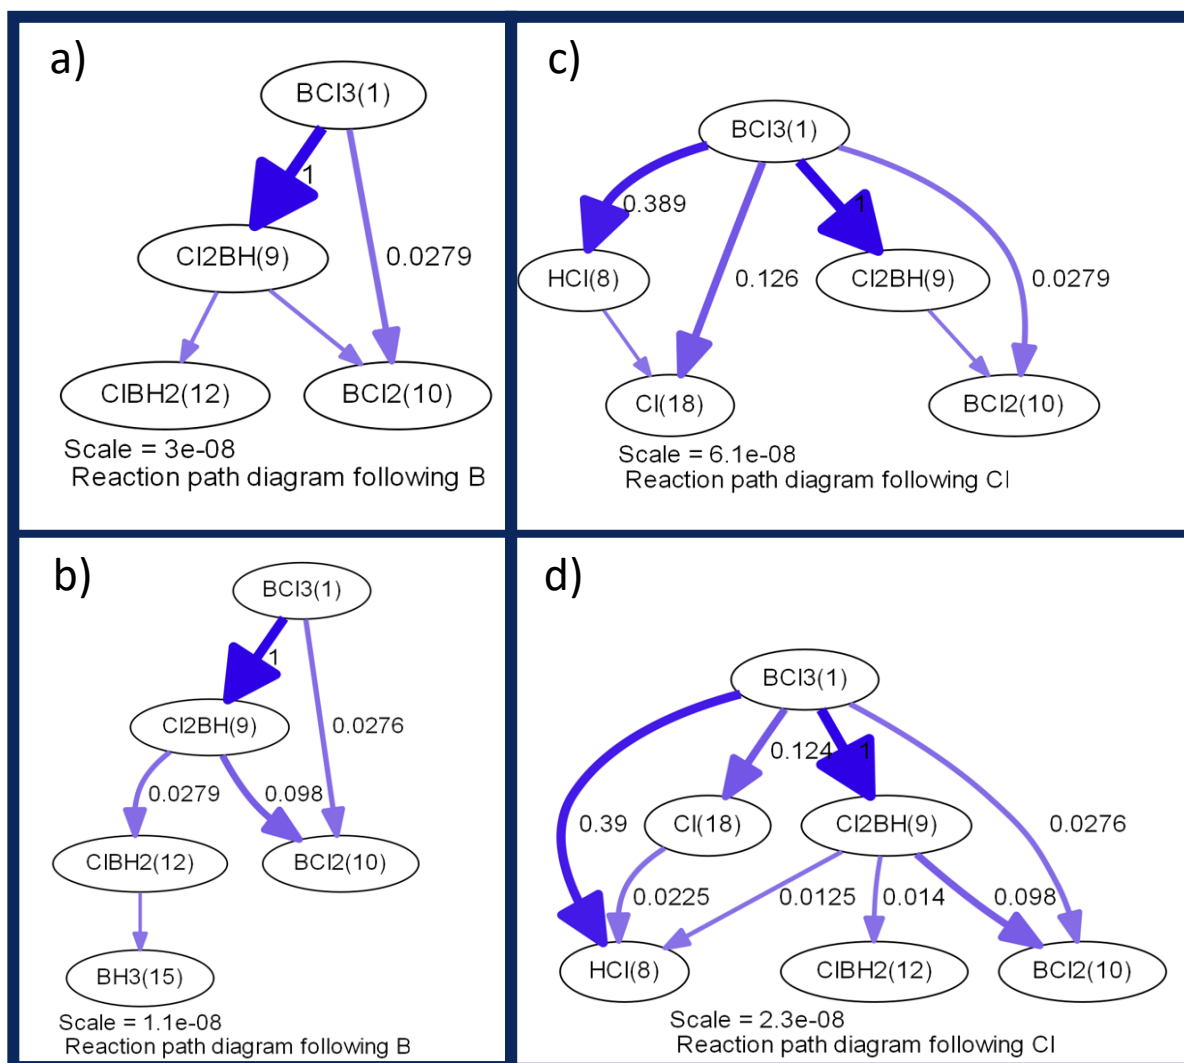 a)
BCl3(1)
1
Cl2BH(9)
0.0279
ClBH2(12)
BCl2(10)
Scale = 3e-08
Reaction path diagram following B
c)
BCl3(1)
0.389
1
HCl(8)
0.126
Cl2BH(9)
0.0279
Cl(18)
BCl2(10)
Scale = 6.1e-08
Reaction path diagram following Cl
b)
BCl3(1)
1
Cl2BH(9)
0.0276
0.0279
0.098
ClBH2(12)
BCl2(10)
BH3(15)
Scale = 1.1e-08
Reaction path diagram following B
d)
BCl3(1)
0.124
1
0.39
Cl(18)
Cl2BH(9)
0.0276
0.0225
0.0125
0.014
0.098
HCl(8)
ClBH2(12)
BCl2(10)
Scale = 2.3e-08
Reaction path diagram following Cl